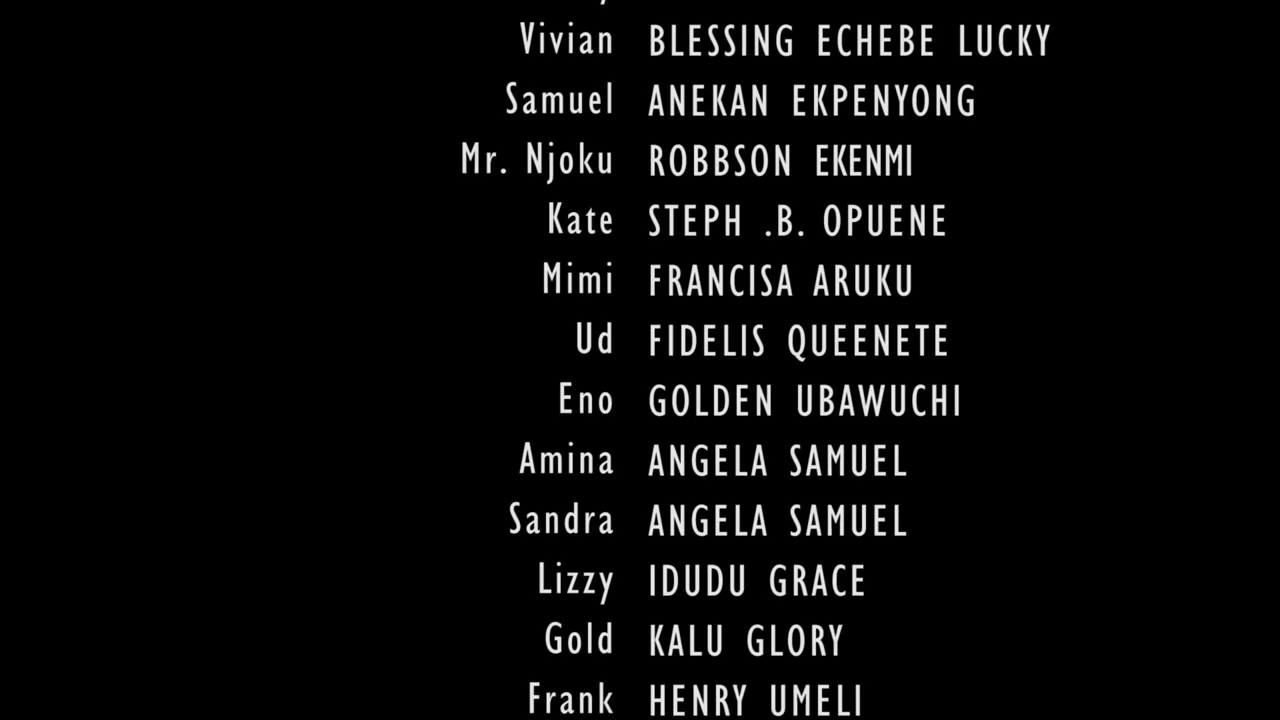 Vivian BLESSING ECHEBE LUCKY
Samuel ANEKAN EKPENYONG
Mr. Njoku ROBBSON EKENMI
Kate STEPH .B. OPUENE
Mimi FRANCISA ARUKU
Ud FIDELIS QUEENETE
Eno GOLDEN UBAWUCHI
Amina ANGELA SAMUEL
Sandra ANGELA SAMUEL
Lizzy IDUDU GRACE
Gold KALU GLORY
Frank HENRY UMELI